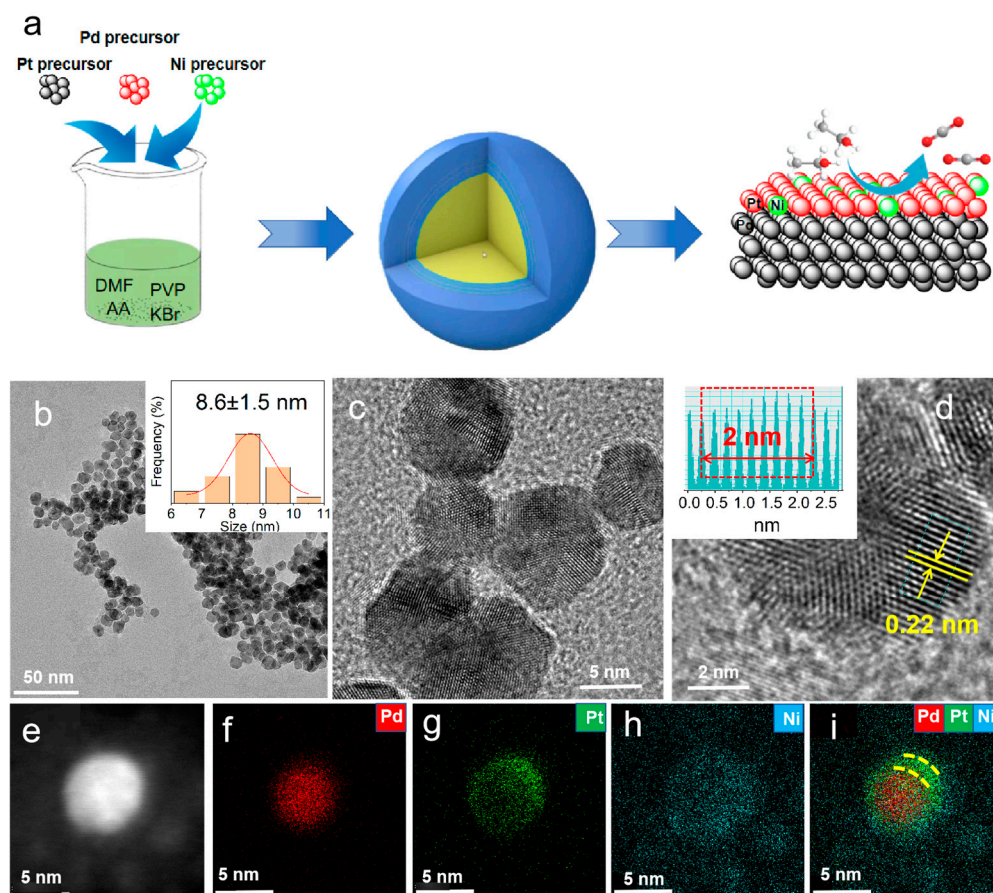 a
Pd precursor
Pt precursor
Ni precursor
DMF
PVP
AA
KBr
Pt
Ni
Pd
b
8.6±1.5 nm
Frequency (%)
6 7 8 9 10 11
Size (nm)
50 nm
c
5 nm
d
2 nm
0.0 0.5 1.0 1.5 2.0 2.5
nm
0.22 nm
2 nm
e
5 nm
f
Pd
5 nm
g
Pt
5 nm
h
Ni
5 nm
i
Pd Pt Ni
5 nm